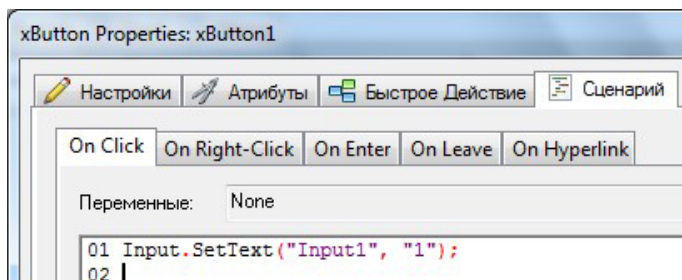 xButton Properties: xButton1
Настройки Атрибуты Быстрое Действие Сценарий
On Click On Right-Click On Enter On Leave On Hyperlink
Переменные: None
01 Input.SetText("Input1", "1");
02